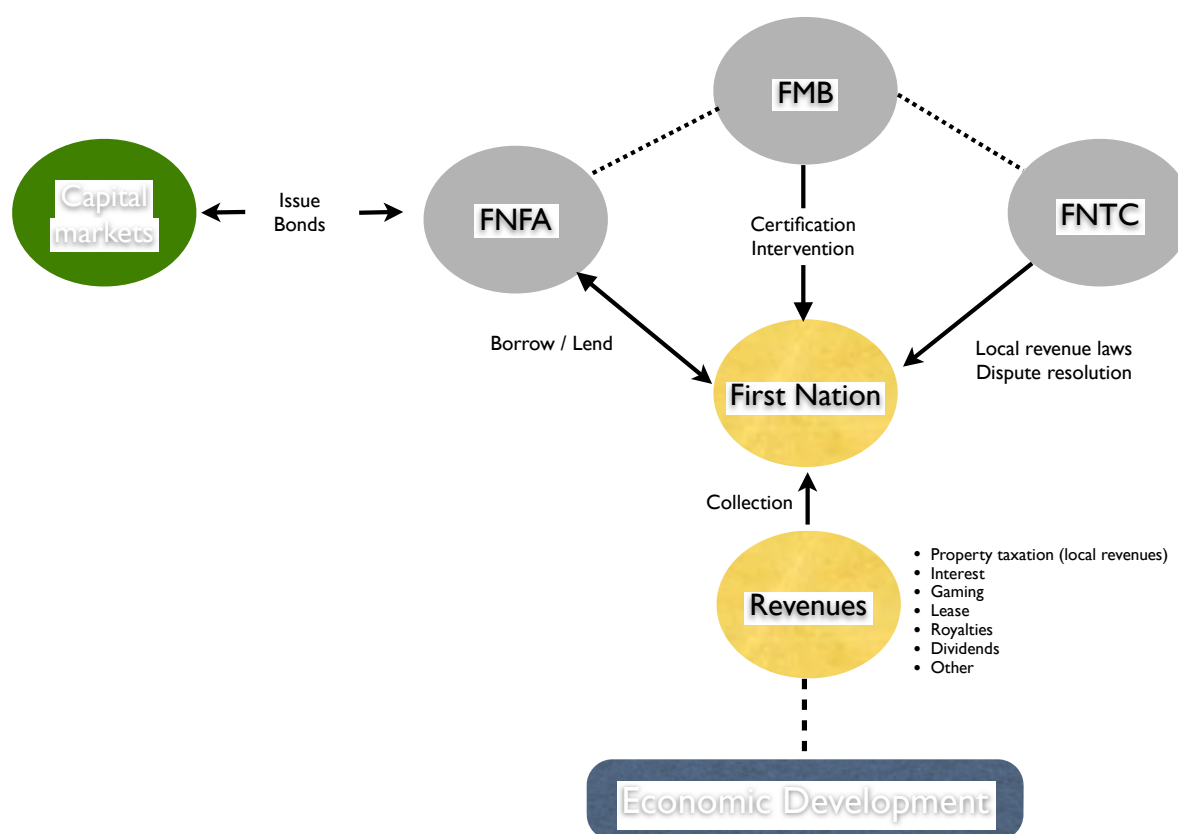 FMB
Capital
markets
Issue
Bonds
FNFA
FNTC
Certification
Intervention
Borrow / Lend
Local revenue laws
Dispute resolution
First Nation
Collection
Revenues
• Property taxation (local revenues)
• Interest
• Gaming
• Lease
• Royalties
• Dividends
• Other
Economic Development